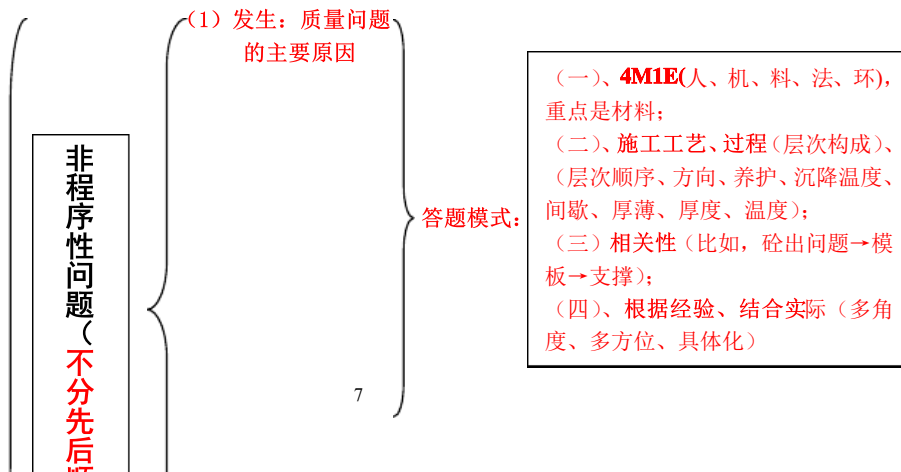 (1)发生：质量问题
的主要原因
非程序性问题（不分先后顺
答题模式：
（一）、4M1E(人、机、料、法、环),
重点是材料；
（二）、施工工艺、过程（层次构成）、
（层次顺序、方向、养护、沉降温度、
间歇、厚薄、厚度、温度）；
（三）相关性（比如，砼出问题→模
板→支撑）；
（四）、根据经验、结合实际（多角
度、多方位、具体化）
7